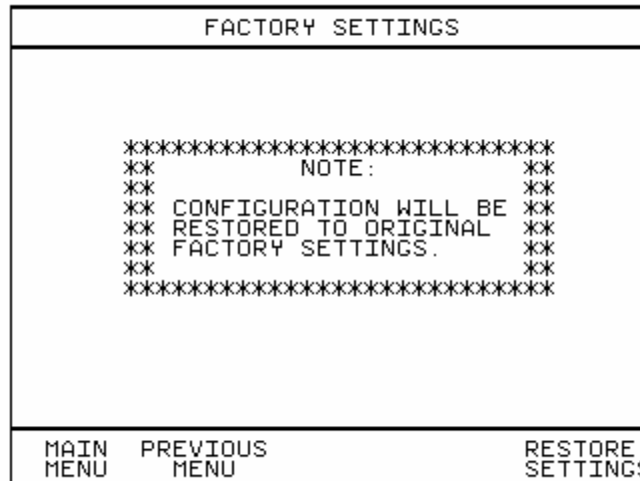 FACTORY SETTINGS
***************************
** NOTE: **
** **
** CONFIGURATION WILL BE **
** RESTORED TO ORIGINAL **
** FACTORY SETTINGS. **
** **
***************************
MAIN PREVIOUS RESTORE
MENU MENU SETTINGS